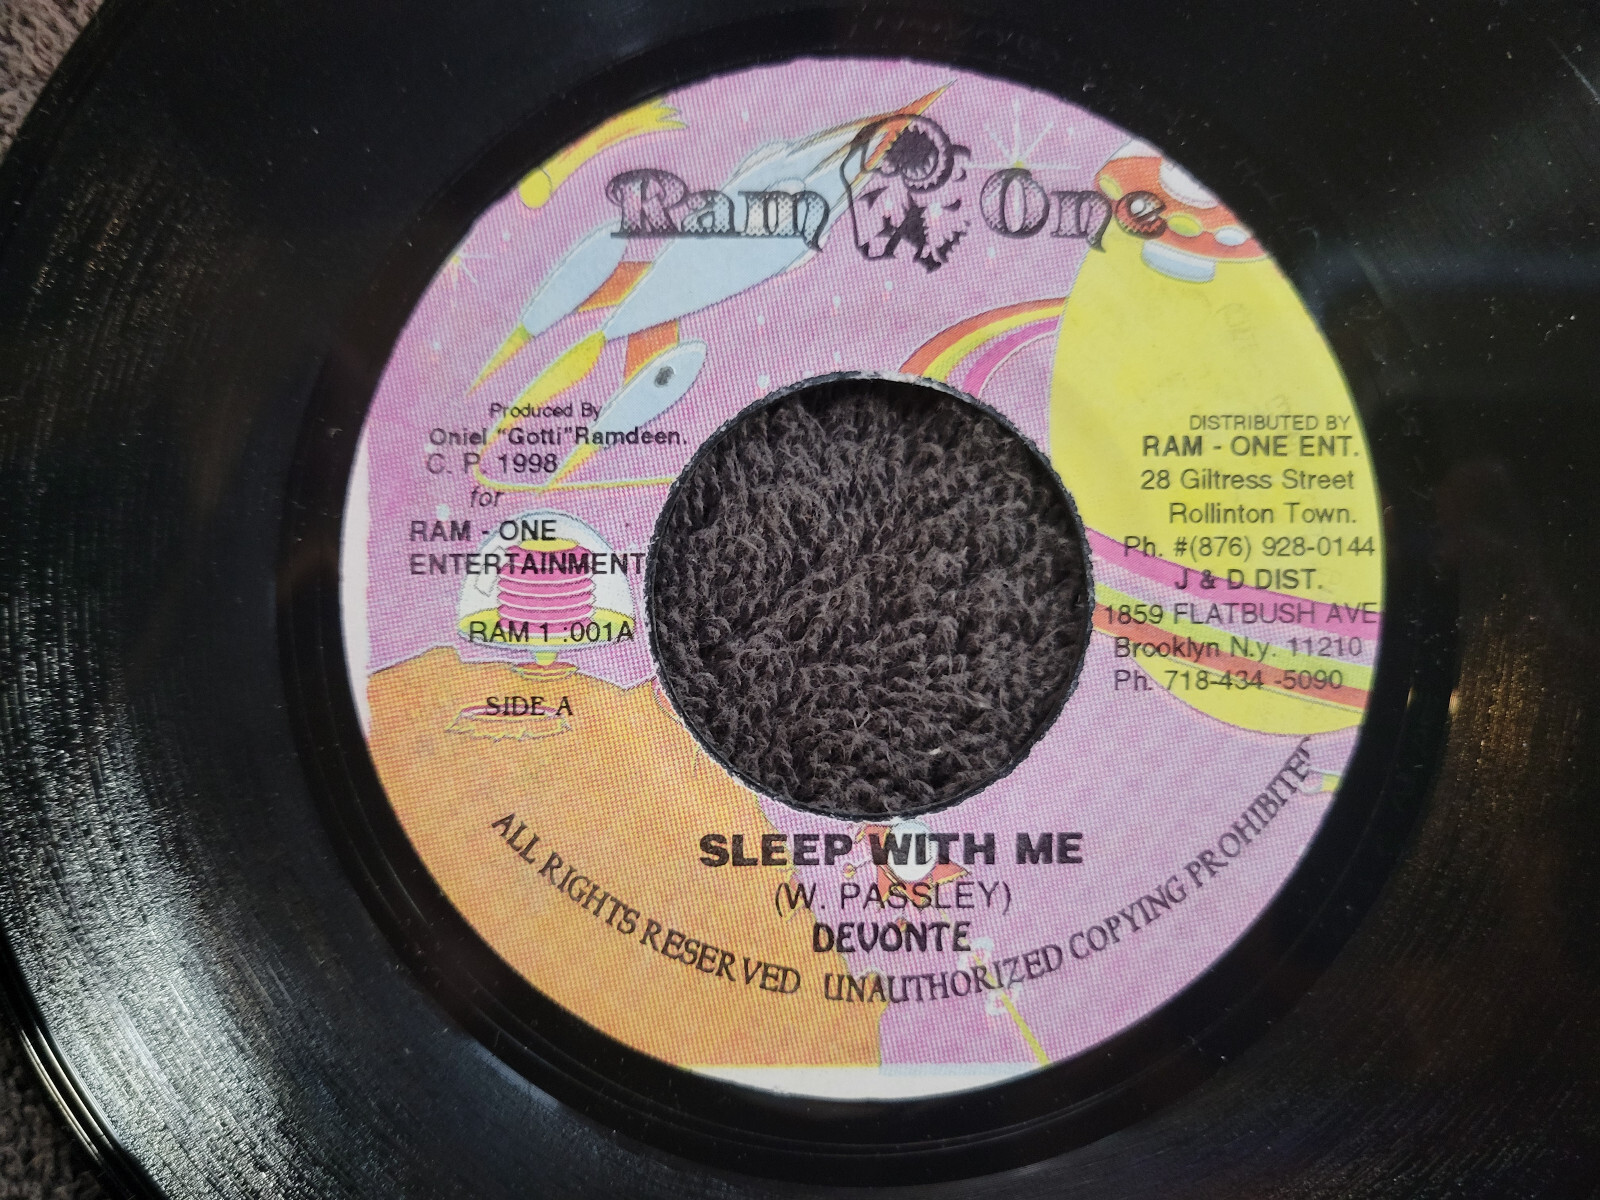 Ram One
Produced By
Oniel "Gotti" Ramdeen.
C. P. 1998
for
RAM - ONE
ENTERTAINMENT
RAM 1 :001A
SIDE A
DISTRIBUTED BY
RAM - ONE ENT.
28 Giltress Street
Rollinton Town.
Ph. #(876) 928-0144
J & D DIST.
1859 FLATBUSH AVE
Brooklyn N.y. 11210
Ph. 718-434 -5090
SLEEP WITH ME
(W. PASSLEY)
DEVONTE
ALL RIGHTS RESERVED UNAUTHORIZED COPYING PROHIBITED